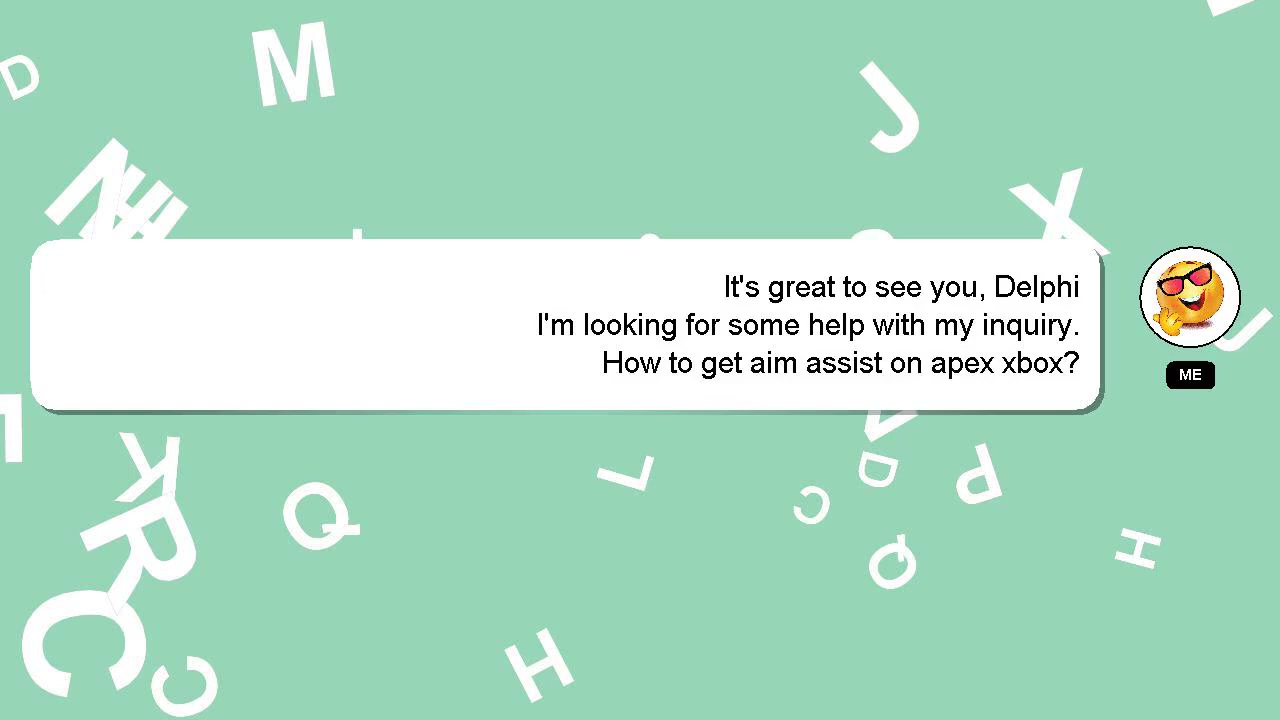 It's great to see you, Delphi
I'm looking for some help with my inquiry.
How to get aim assist on apex xbox?
ME